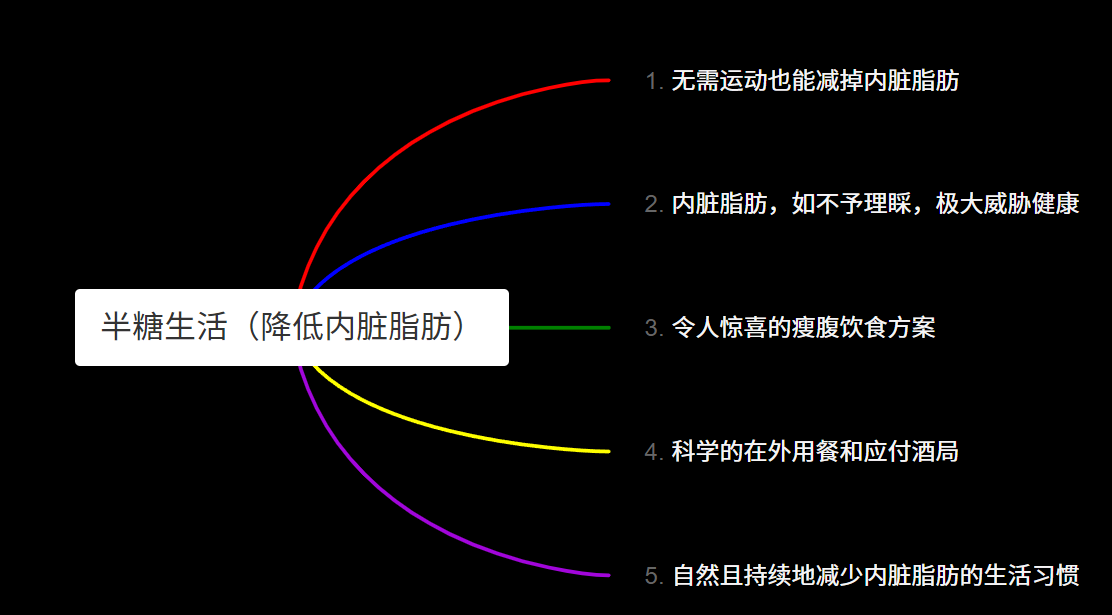 1. 无需运动也能减掉内脏脂肪
2. 内脏脂肪，如不予理睬，极大威胁健康
半糖生活（降低内脏脂肪）
3. 令人惊喜的瘦腹饮食方案
4. 科学的在外用餐和应付酒局
5. 自然且持续地减少内脏脂肪的生活习惯